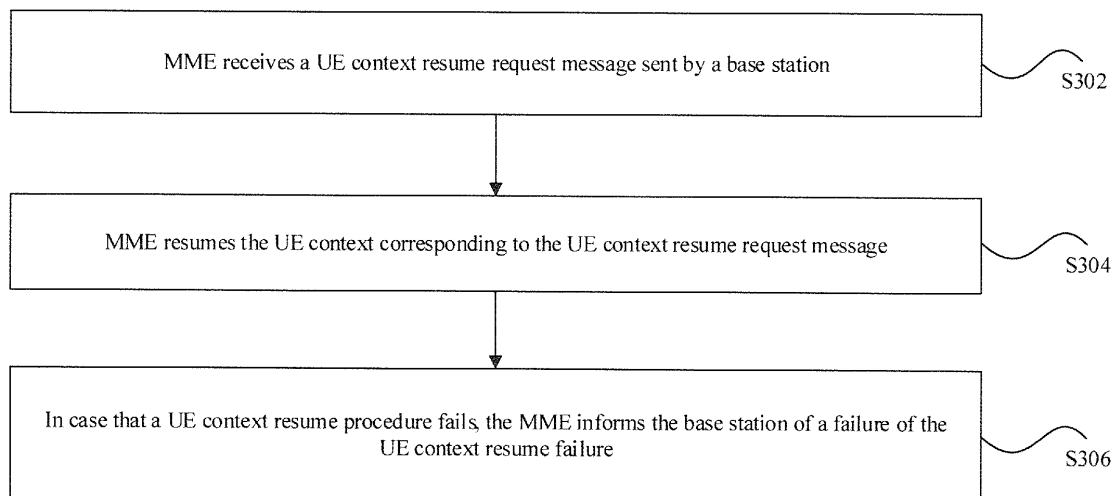 MME receives a UE context resume request message sent by a base station
S302
MME resumes the UE context corresponding to the UE context resume request message
S304
In case that a UE context resume procedure fails, the MME informs the base station of a failure of the
UE context resume failure
S306